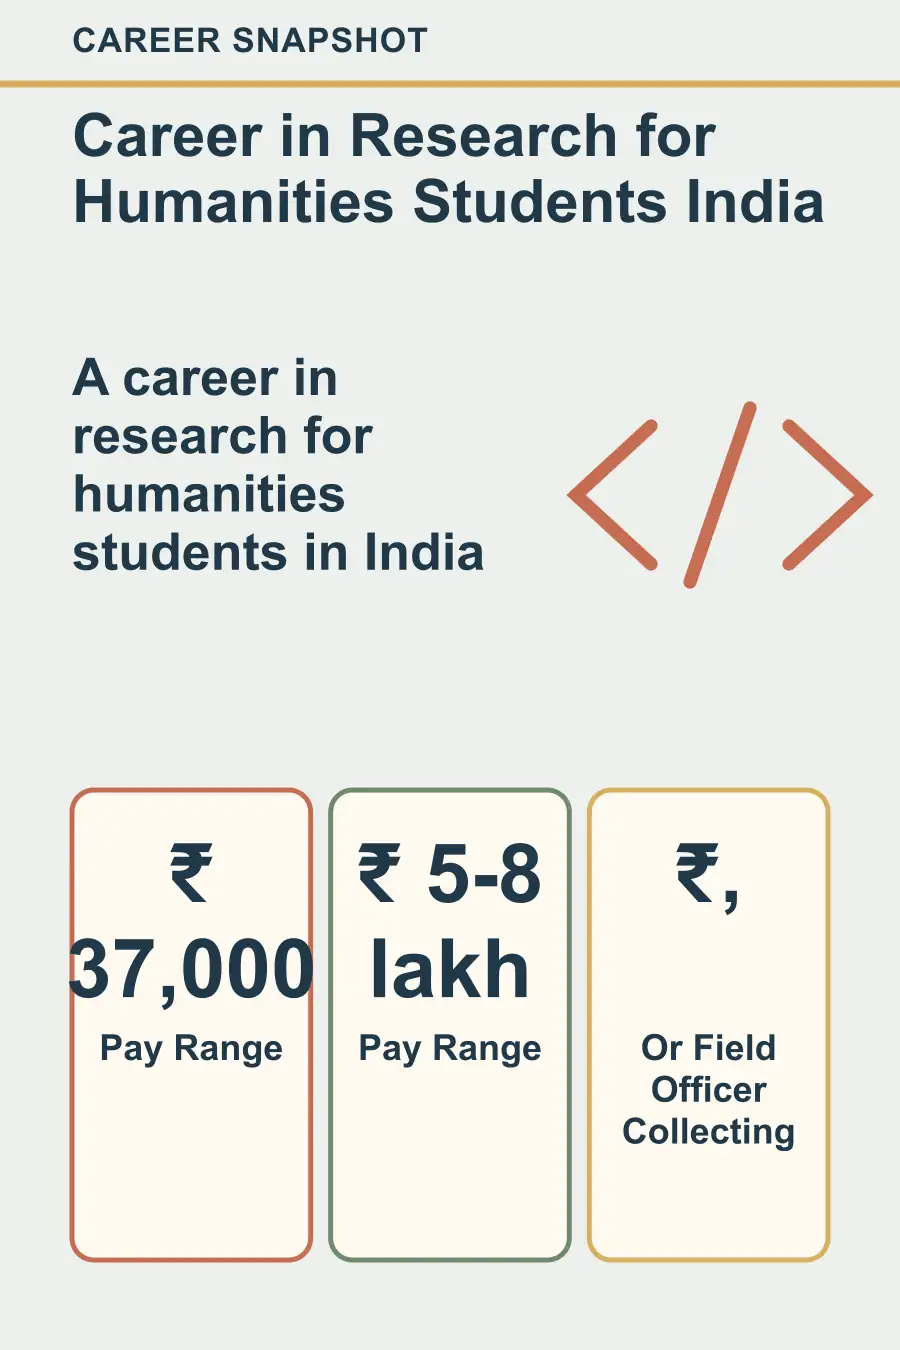 CAREER SNAPSHOT
Career in Research for
Humanities Students India
A career in
research for
humanities
students in India
₹
37,000
Pay Range
₹ 5-8
lakh
Pay Range
₹,
Or Field
Officer
Collecting